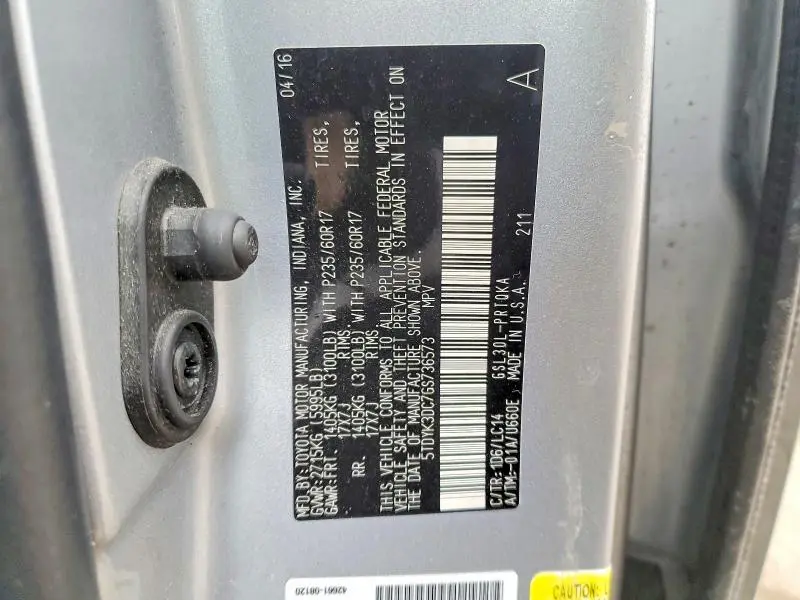 MFD.BY:TOYOTA MOTOR MANUFACTURING, INDIANA, INC. 04/16
GVWR:2715KG (5995LB)
GAWR:FRT. 1405KG (3100LB) WITH P235/60R17 TIRES,
17X7J RIMS.
RR. 1405KG (3100LB) WITH P235/60R17 TIRES,
17X7J RIMS.
THIS VEHICLE CONFORMS TO ALL APPLICABLE FEDERAL MOTOR
VEHICLE SAFETY AND THEFT PREVENTION STANDARDS IN EFFECT ON
THE DATE OF MANUFACTURE SHOWN ABOVE.
5TDYK3DC7GS736573 MPV
C/TR:1D6/LC14 GSL30L-PRTQKA 211
A/TM:-01A/U660E MADE IN U.S.A. A
42661-08120
CAUTION: